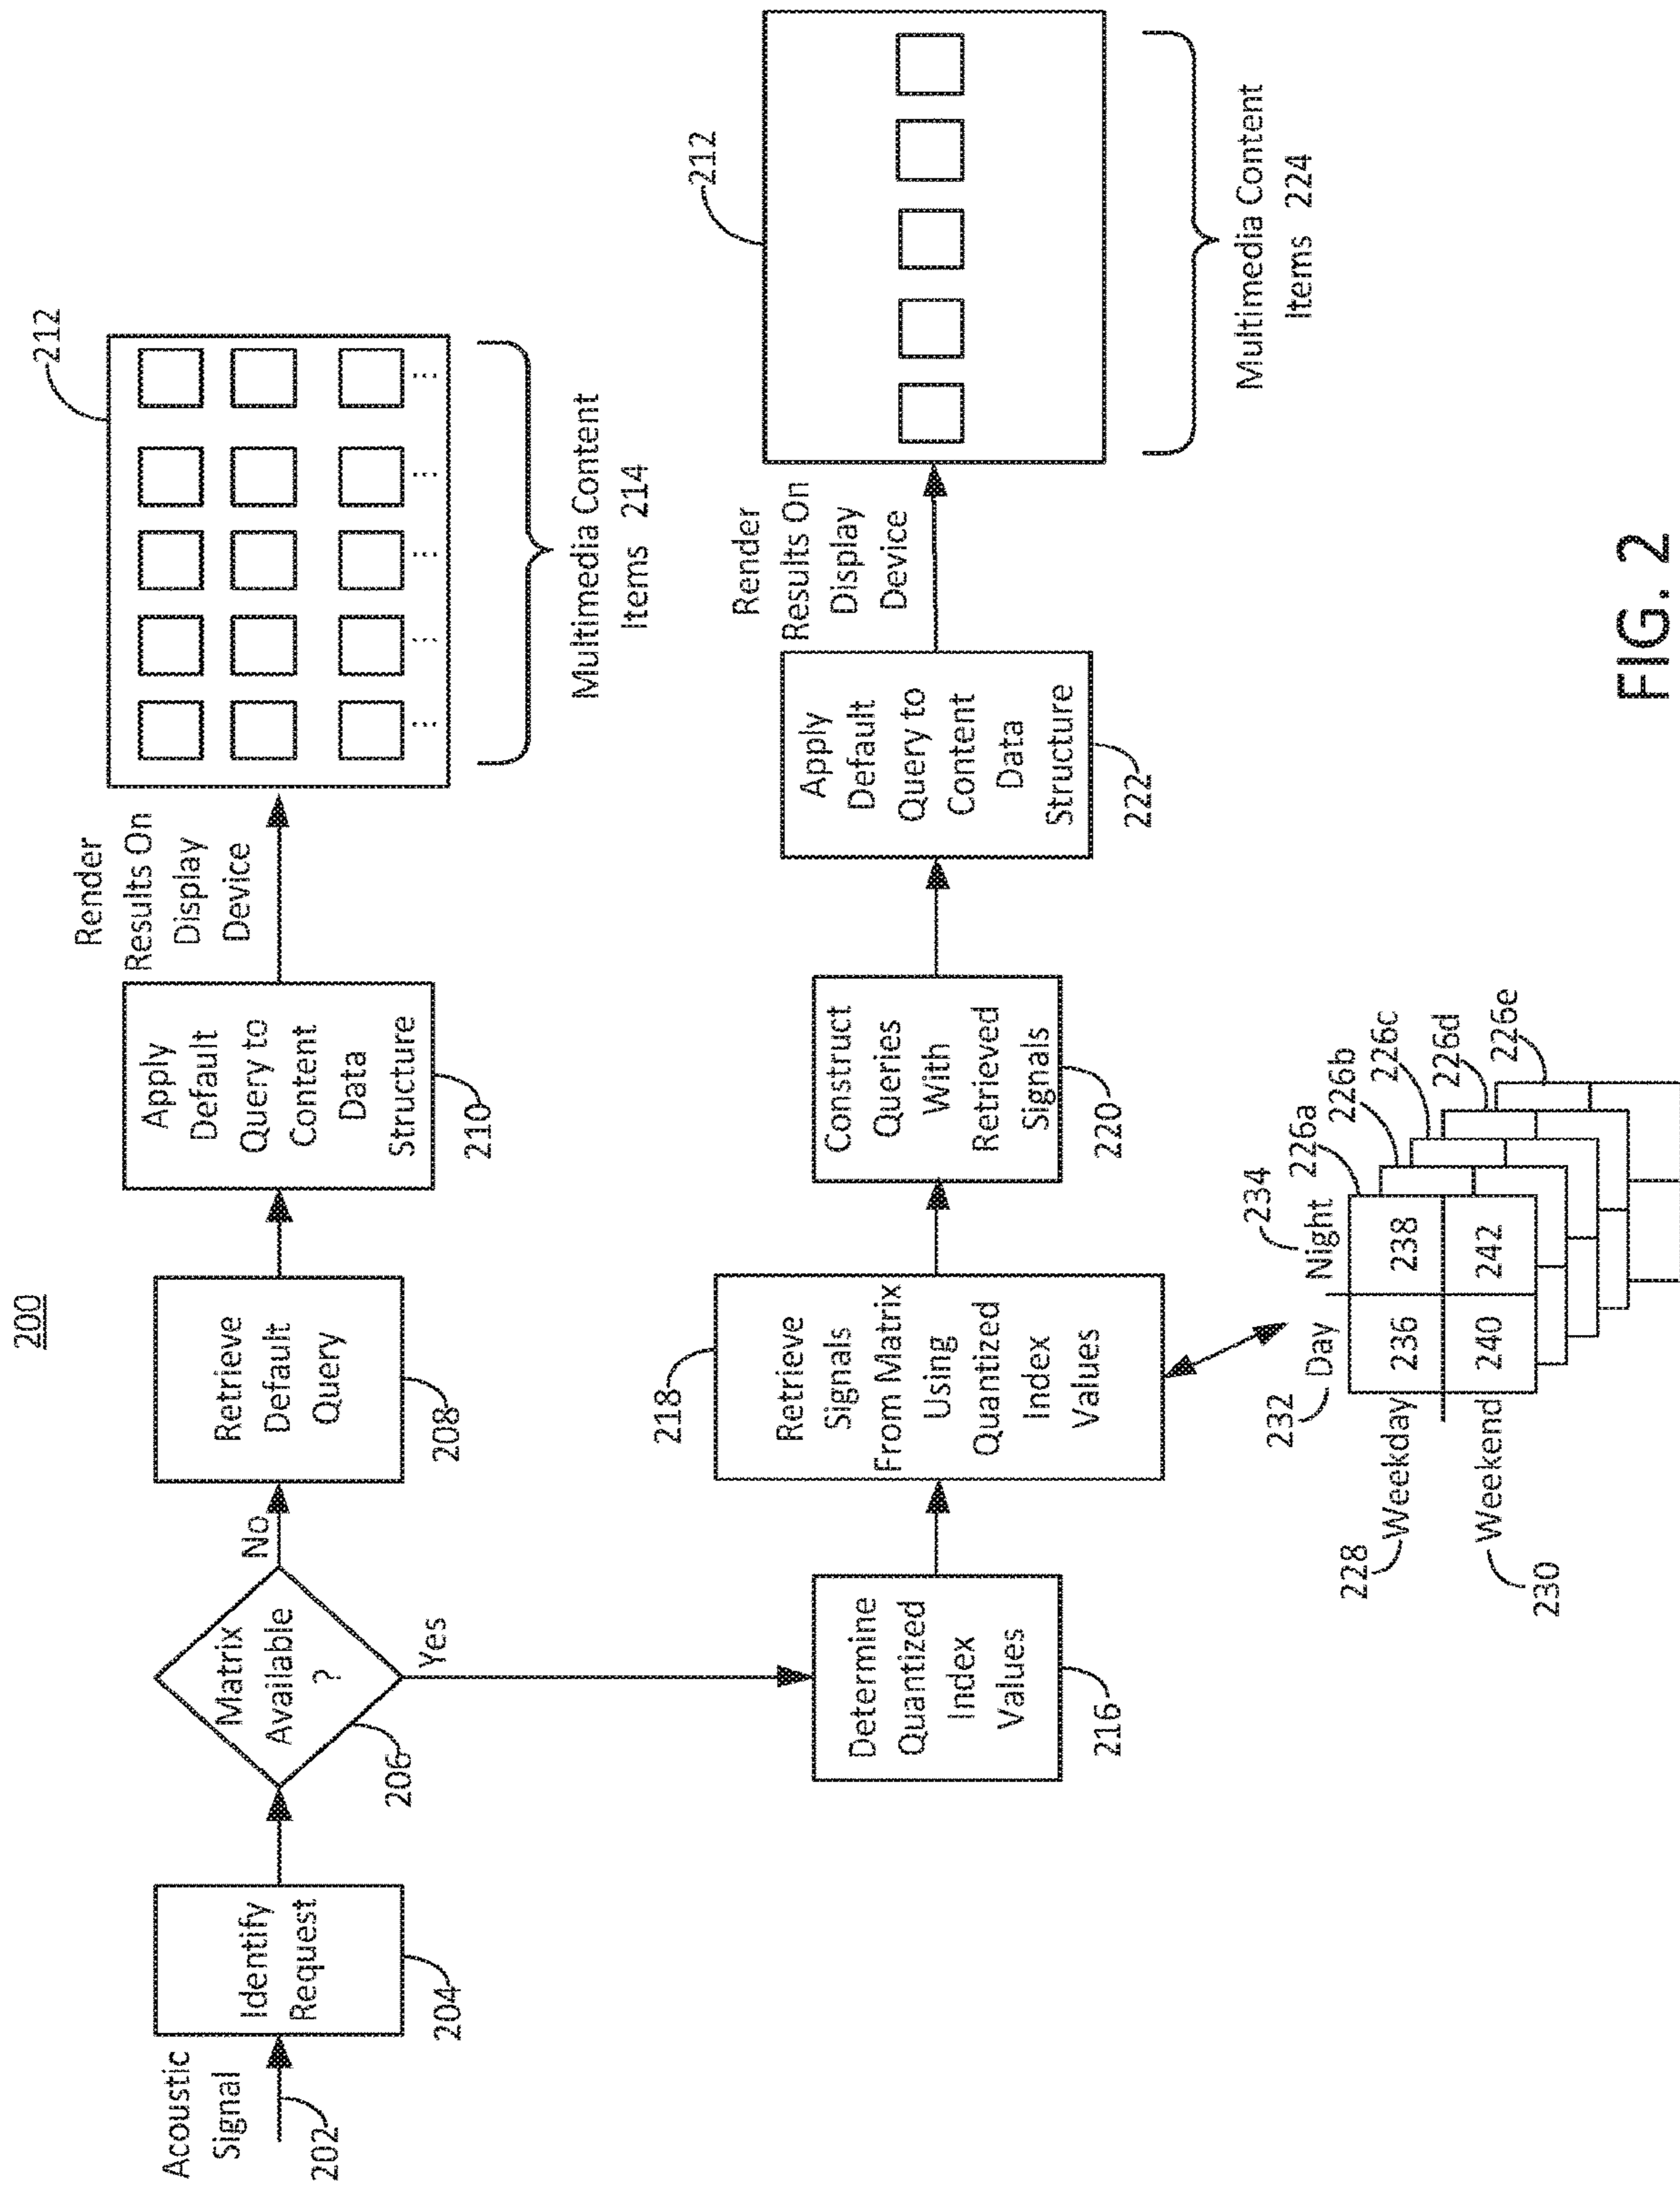 200
Acoustic
Signal
202
Identify
Request
204
Matrix
Available
?
206
No
Yes
Retrieve
Default
Query
208
Apply
Default
Query to
Content
Data
Structure
210
Render
Results On
Display
Device
212
Multimedia Content
Items 214
Determine
Quantized
Index
Values
216
Retrieve
Signals
From Matrix
Using
Quantized
Index
Values
218
Construct
Queries
With
Retrieved
Signals
220
Apply
Default
Query to
Content
Data
Structure
222
Render
Results On
Display
Device
212
Multimedia Content
Items 224
232
Day
234
Night
226a
226b
226c
226d
226e
228
Weekday
236
238
230
Weekend
240
242
FIG. 2